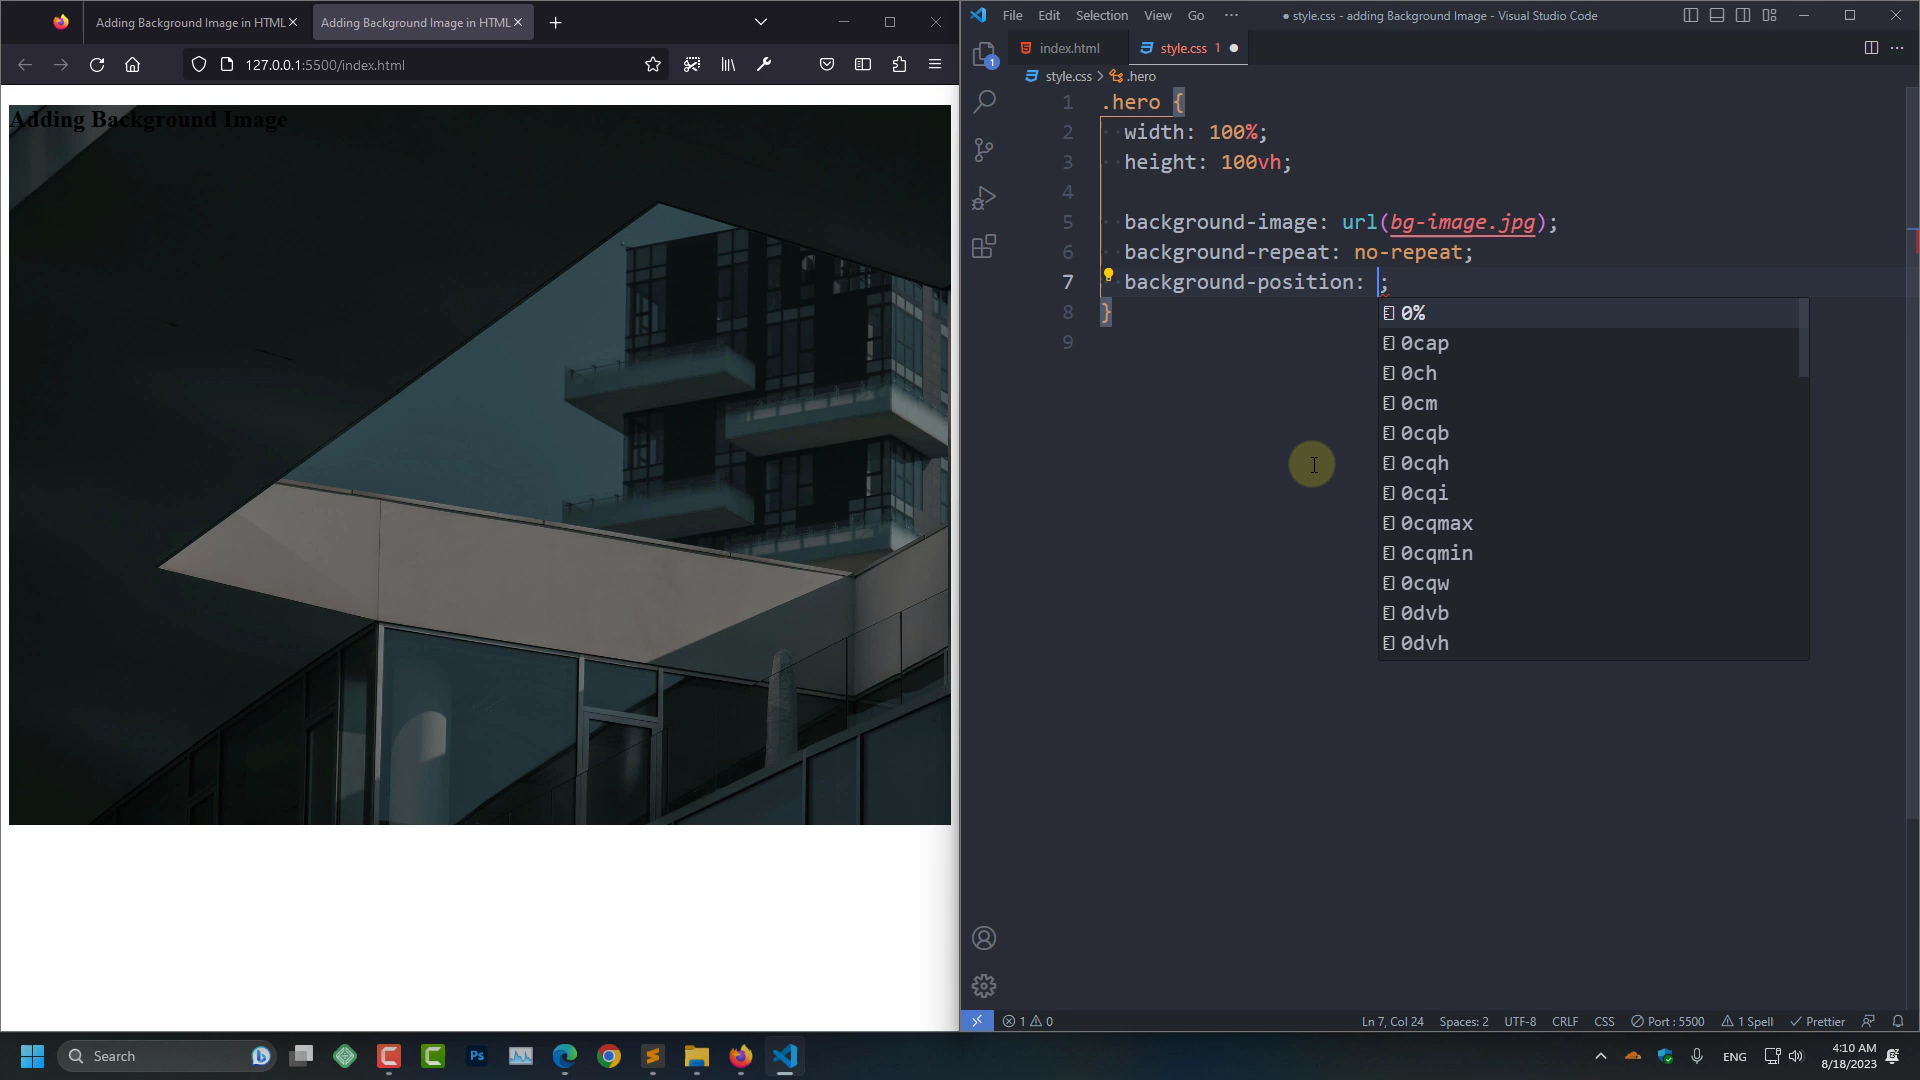 Adding Background Image in HTML
Adding Background Image in HTML
127.0.0.1:5500/index.html
Adding Background Image
File Edit Selection View Go ···
● style.css - adding Background Image - Visual Studio Code
index.html
style.css 1
style.css > .hero
1 .hero {
2 width: 100%;
3 height: 100vh;
4
5 background-image: url(bg-image.jpg);
6 background-repeat: no-repeat;
7 background-position: ;
8 }
9
0%
0cap
0ch
0cm
0cqb
0cqh
0cqi
0cqmax
0cqmin
0cqw
0dvb
0dvh
1
1 0
Ln 7, Col 24
Spaces: 2
UTF-8
CRLF
CSS
Port : 5500
1 Spell
Prettier
Search
Ps
ENG
4:10 AM
8/18/2023